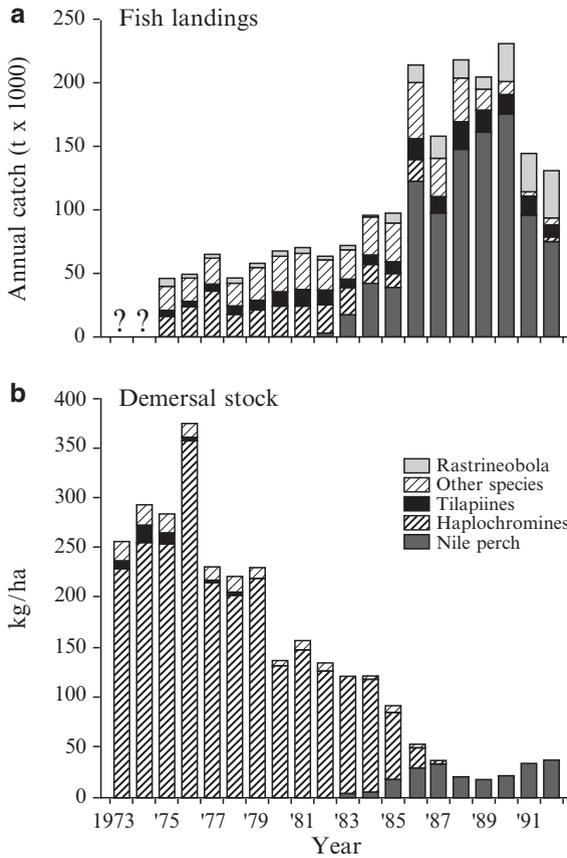 a
Fish landings
250
200
150
100
50
0
Annual catch (t x 1000)
? ?
b
Demersal stock
400
350
300
250
200
150
100
50
0
kg/ha
Rastrineobola
Other species
Tilapiines
Haplochromines
Nile perch
1973 '75 '77 '79 '81 '83 '85 '87 '89 '91
Year